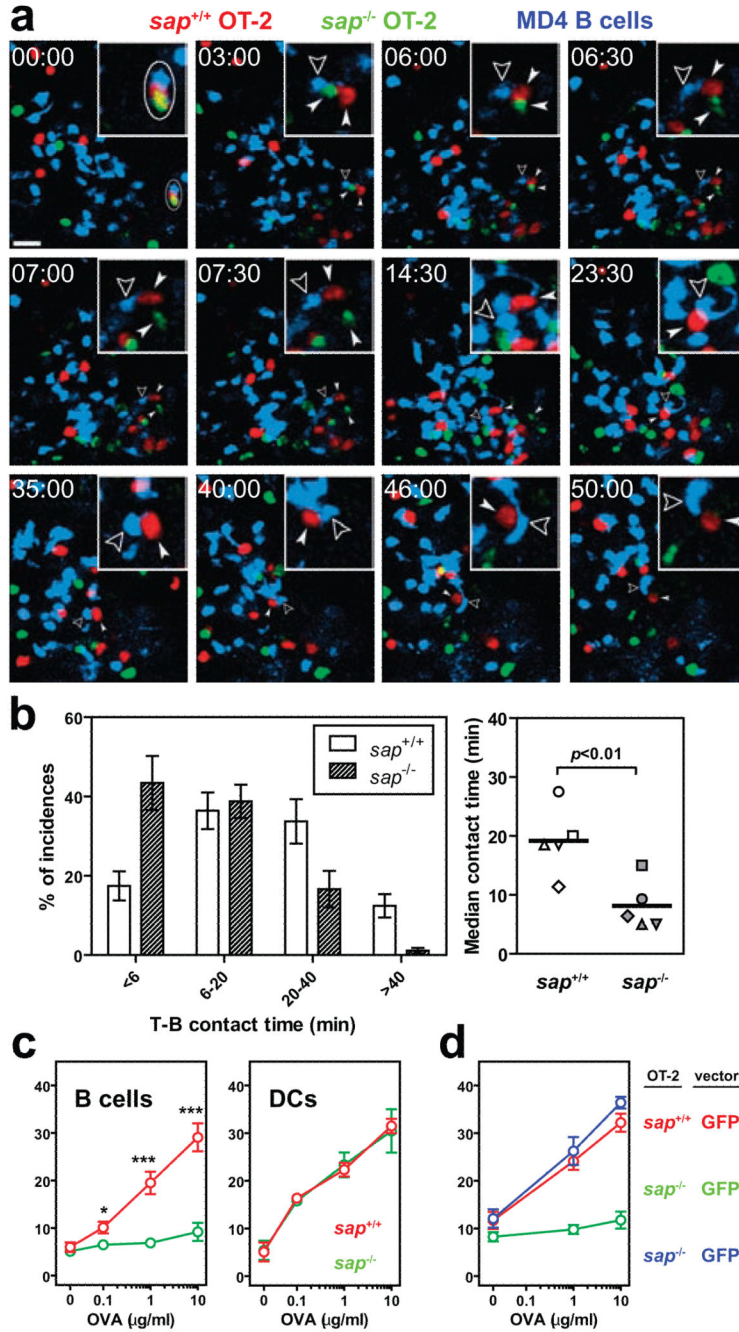 a
sap+/+ OT-2 sap-/- OT-2 MD4 B cells
00:00 03:00 06:00 06:30
07:00 07:30 14:30 23:30
35:00 40:00 46:00 50:00
b
60
40
20
0
% of incidences
sap+/+
sap-/-
<6 6-20 20-40 >40
T-B contact time (min)
40
30
20
10
0
Median contact time (min)
p<0.01
sap+/+ sap-/-
c
40
30
20
10
0
B cells
*
***
***
0 0.1 1 10
OVA (µg/ml)
40
30
20
10
0
DCs
sap+/+
sap-/-
0 0.1 1 10
OVA (µg/ml)
d
40
30
20
10
0
0 1 10
OVA (µg/ml)
OT-2 vector
sap+/+ GFP
sap-/- GFP
sap-/- GFP